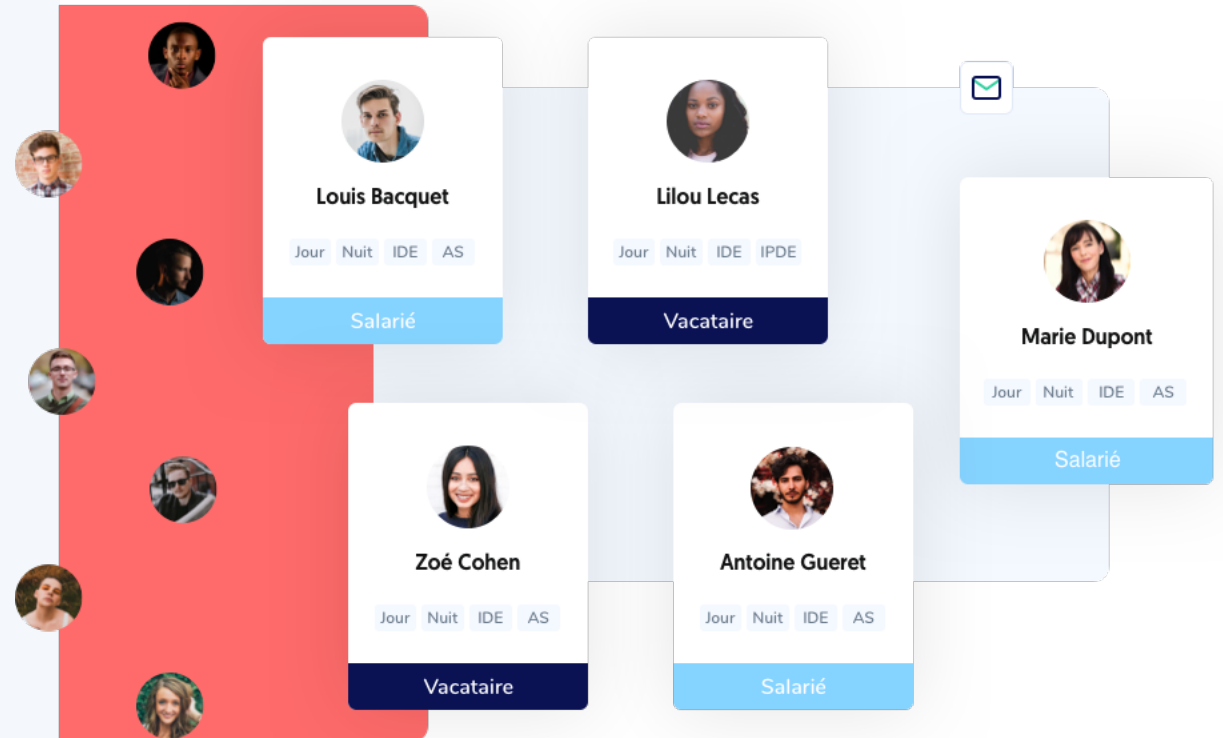 Louis Bacquet
Jour Nuit IDE AS
Salarié
Lilou Lecas
Jour Nuit IDE IPDE
Vacataire
Marie Dupont
Jour Nuit IDE AS
Salarié
Zoé Cohen
Jour Nuit IDE AS
Vacataire
Antoine Gueret
Jour Nuit IDE AS
Salarié